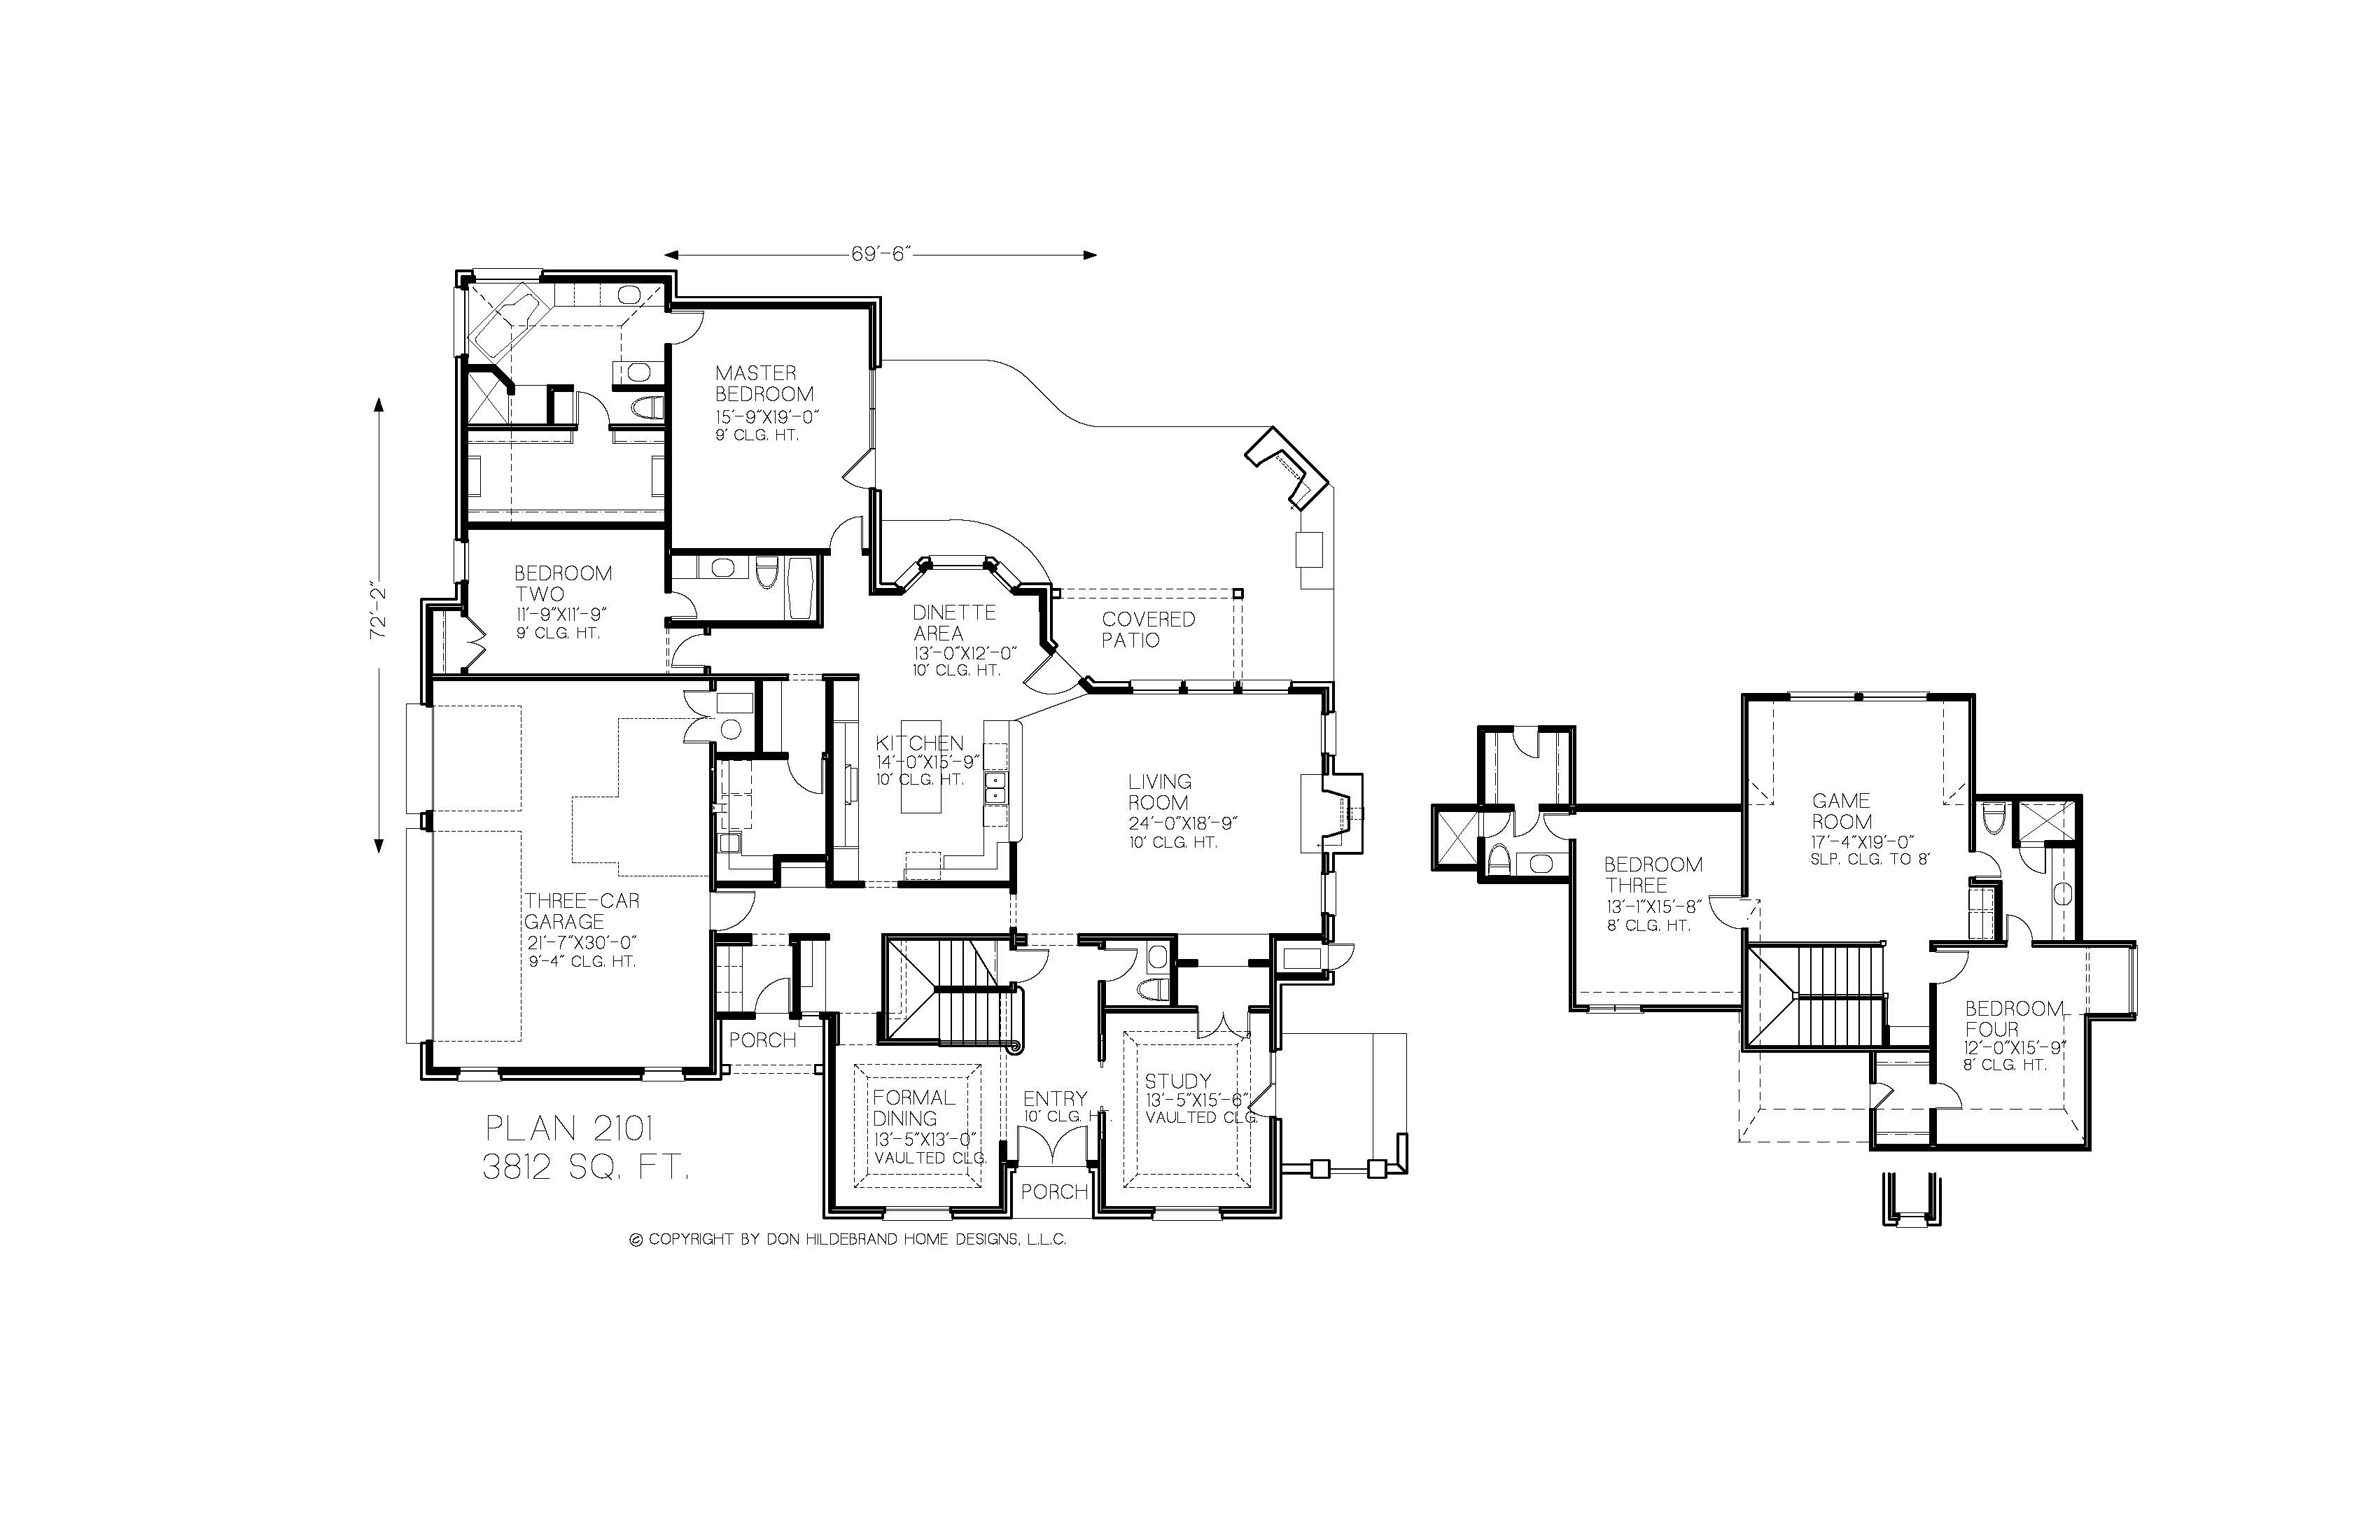 69'-6"
MASTER
BEDROOM
15'-9"X19'-0"
9' CLG. HT.
72'-2"
BEDROOM
TWO
11'-9"X11'-9"
9' CLG. HT.
DINETTE
AREA
13'-0"X12'-0"
10' CLG. HT.
COVERED
PATIO
KITCHEN
14'-0"X15'-9"
10' CLG. HT.
LIVING
ROOM
24'-0"X18'-9"
10' CLG. HT.
THREE-CAR
GARAGE
21'-7"X30'-0"
9'-4" CLG. HT.
PORCH
FORMAL
DINING
13'-5"X13'-0"
VAULTED CLG.
ENTRY
10' CLG. HT.
STUDY
13'-5"X15'-6"
VAULTED CLG.
PORCH
GAME
ROOM
17'-4"X19'-0"
SLP. CLG. TO 8'
BEDROOM
THREE
13'-1"X15'-8"
8' CLG. HT.
BEDROOM
FOUR
12'-0"X15'-9"
8' CLG. HT.
PLAN 2101
3812 SQ. FT.
© COPYRIGHT BY DON HILDEBRAND HOME DESIGNS, L.L.C.